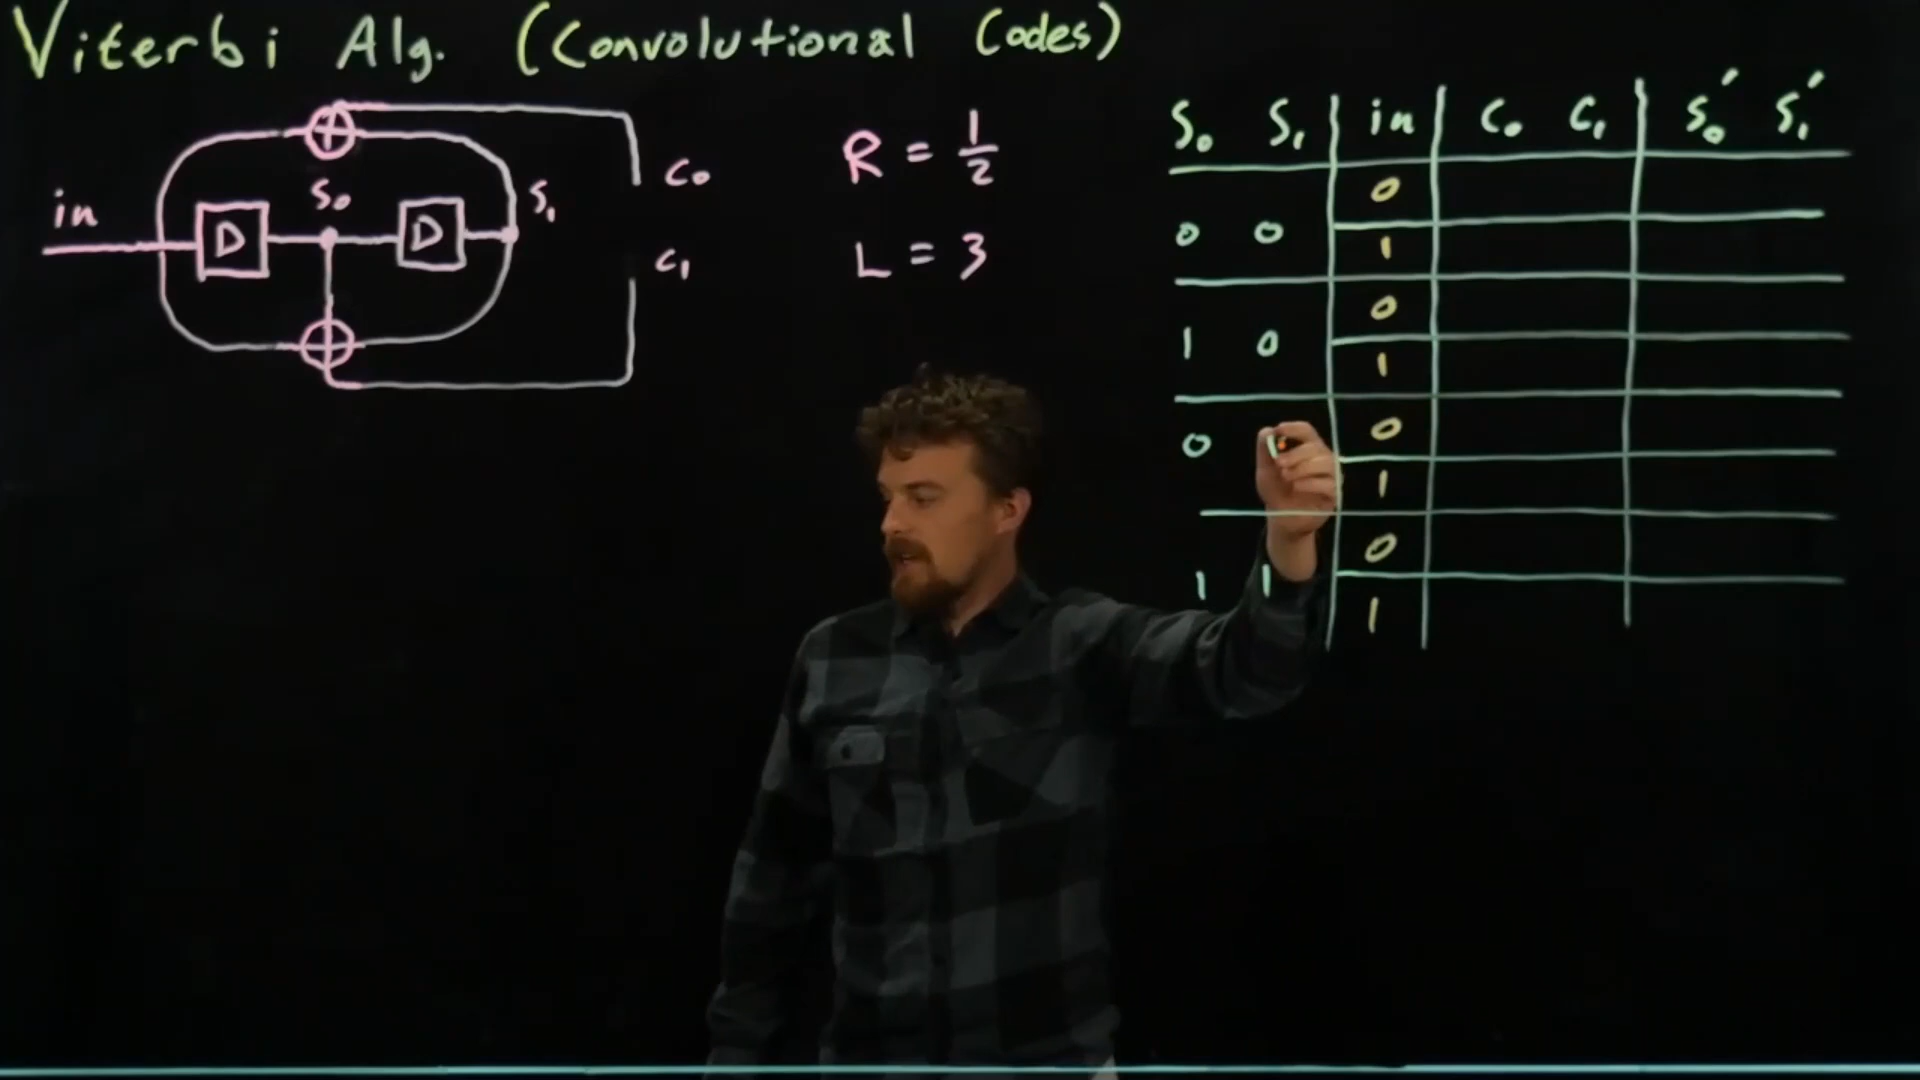 Viterbi Alg. (Convolutional Codes)
in
D
S₀
D
S₁
C₀
C₁
R = 1/2
L = 3
S₀ S₁ in C₀ C₁ S₀′ S₁′
0
0 0
1
0
1 0
1
0
0 1
1
0
1 1
1